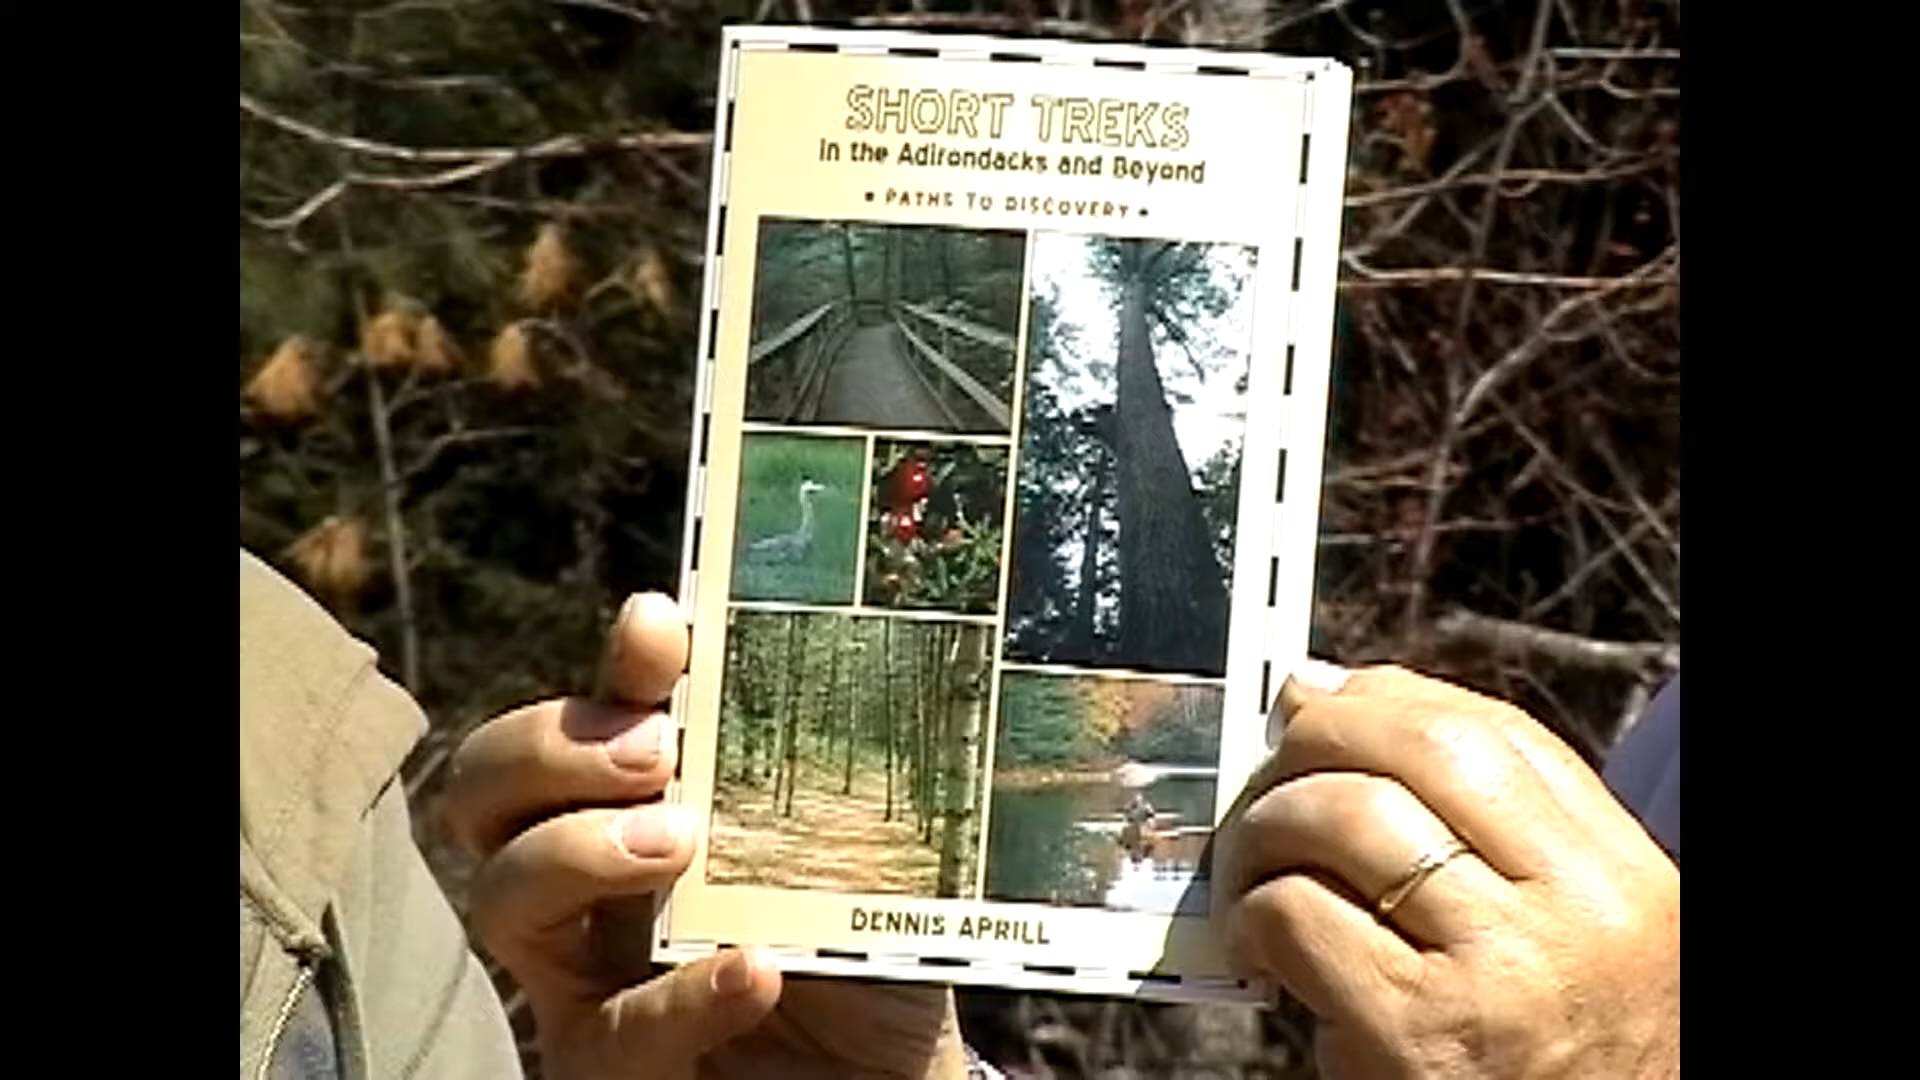 SHORT TREKS
In the Adirondacks and Beyond
• PATHS TO DISCOVERY •
DENNIS APRILL